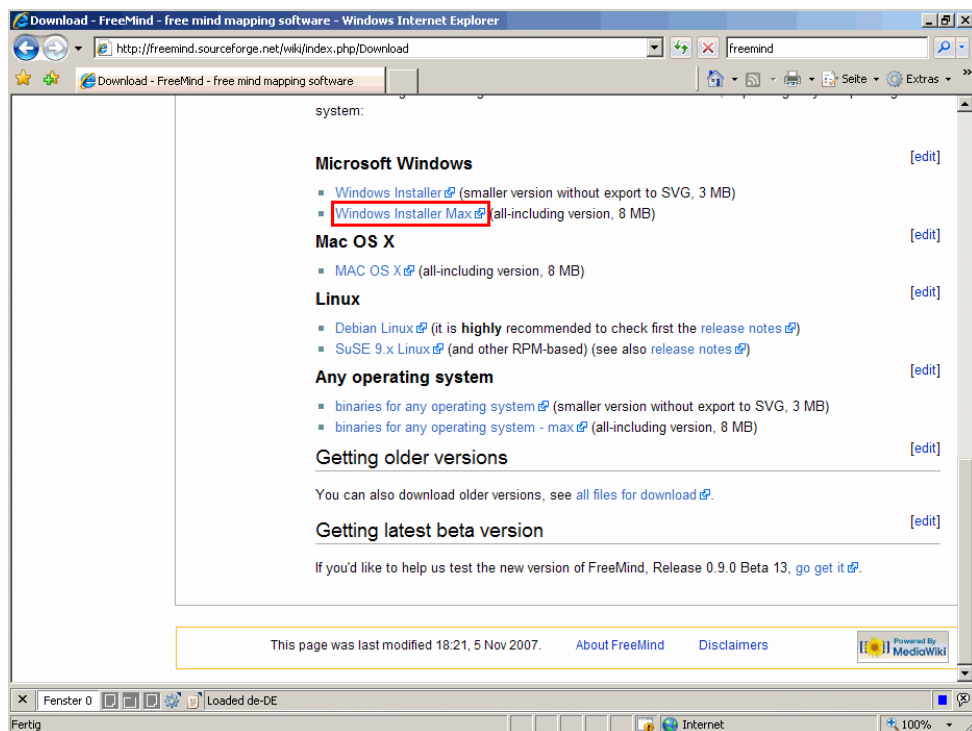 Download - FreeMind - free mind mapping software - Windows Internet Explorer
http://freemind.sourceforge.net/wiki/index.php/Download
freemind
Download - FreeMind - free mind mapping software
Seite
Extras
system:
Microsoft Windows [edit]
Windows Installer (smaller version without export to SVG, 3 MB)
Windows Installer Max (all-including version, 8 MB)
Mac OS X [edit]
MAC OS X (all-including version, 8 MB)
Linux [edit]
Debian Linux (it is highly recommended to check first the release notes)
SuSE 9.x Linux (and other RPM-based) (see also release notes)
Any operating system [edit]
binaries for any operating system (smaller version without export to SVG, 3 MB)
binaries for any operating system - max (all-including version, 8 MB)
Getting older versions [edit]
You can also download older versions, see all files for download.
Getting latest beta version [edit]
If you'd like to help us test the new version of FreeMind, Release 0.9.0 Beta 13, go get it.
This page was last modified 18:21, 5 Nov 2007. About FreeMind Disclaimers
Powered By
MediaWiki
Fenster 0 Loaded de-DE
Fertig Internet 100%